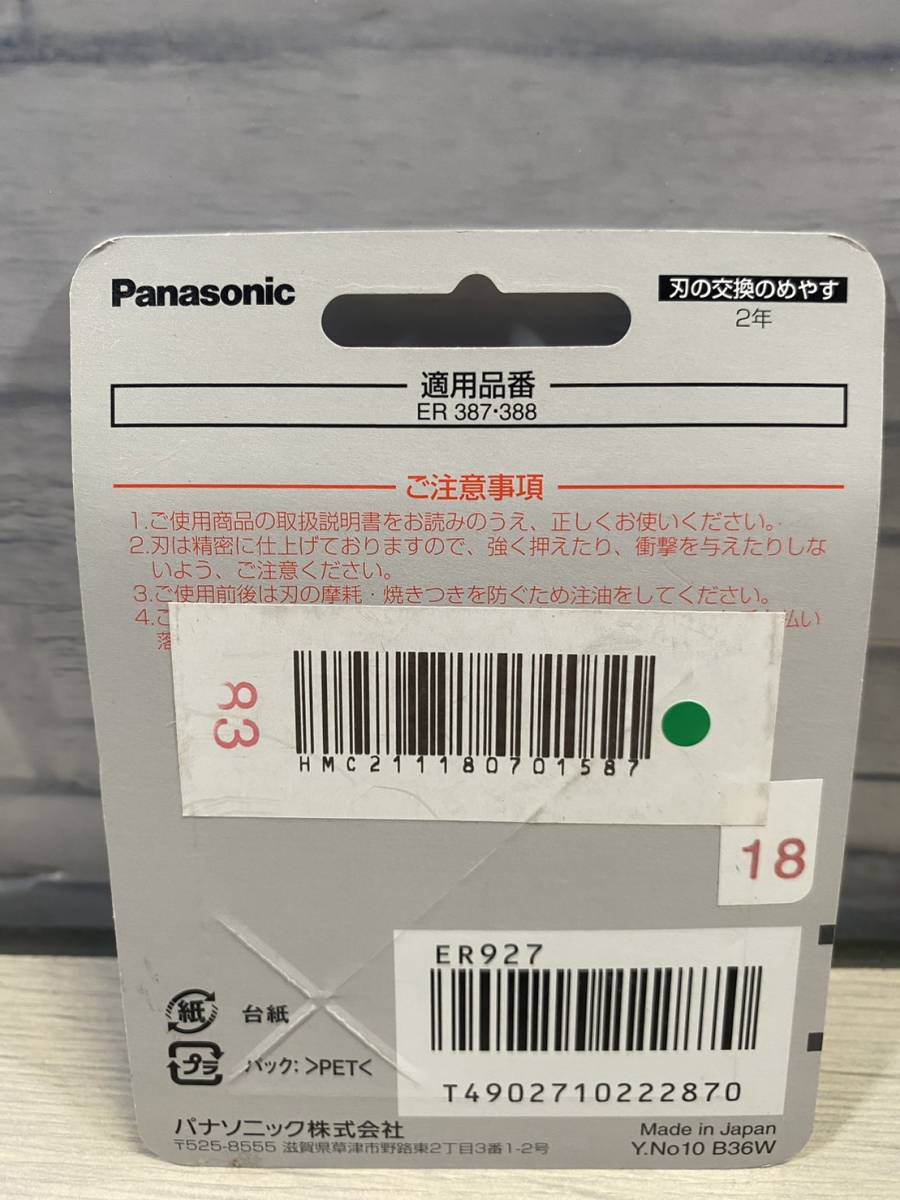 Panasonic
刃の交換のめやす
2年
適用品番
ER 387・388
ご注意事項
1.ご使用商品の取扱説明書をお読みのうえ、正しくお使いください。
2.刃は精密に仕上げておりますので、強く押えたり、衝撃を与えたりしな
いよう、ご注意ください。
3.ご使用前後は刃の摩耗・焼きつきを防ぐため注油をしてください。
4.ご
払い
落
83
HMC211180701587
18
ER927
T4902710222870
紙
台紙
プラ
パック: >PET<
パナソニック株式会社
〒525-8555 滋賀県草津市野路東2丁目3番1-2号
Made in Japan
Y.No10 B36W